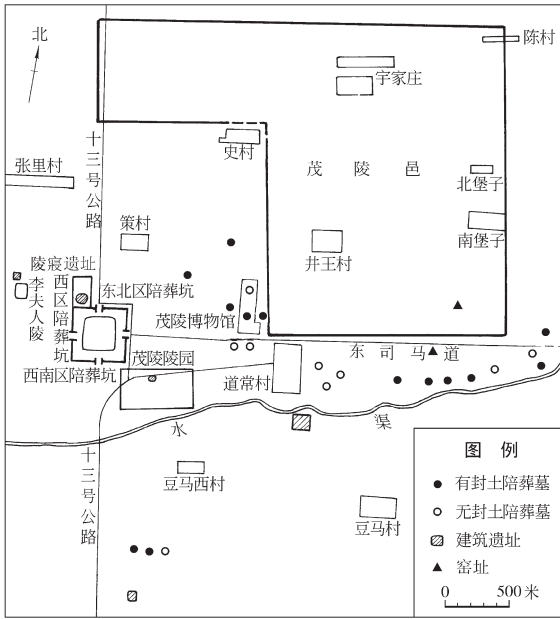 北
陈村
宇家庄
十三号公路
史村
茂陵邑
张里村
北堡子
策村
南堡子
井王村
陵寝遗址
李夫人陵
西区陪葬坑
东北区陪葬坑
茂陵博物馆
东司马道
西南区陪葬坑
茂陵陵园
道常村
水渠
十三号公路
豆马西村
豆马村
图例
有封土陪葬墓
无封土陪葬墓
建筑遗址
窑址
0 500米